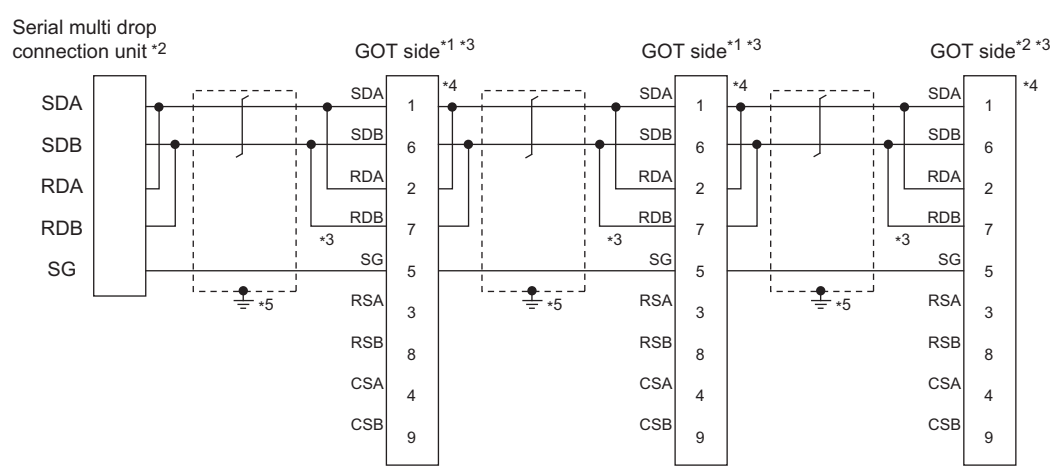 Serial multi drop
connection unit *2
GOT side*1 *3
GOT side*1 *3
GOT side*2 *3
SDA
SDB
RDA
RDB
SG
*3
*5
SDA 1 *4
SDB 6
RDA 2
RDB 7
SG 5
RSA 3
RSB 8
CSA 4
CSB 9
*3
*5
SDA 1 *4
SDB 6
RDA 2
RDB 7
SG 5
RSA 3
RSB 8
CSA 4
CSB 9
*3
*5
SDA 1 *4
SDB 6
RDA 2
RDB 7
SG 5
RSA 3
RSB 8
CSA 4
CSB 9